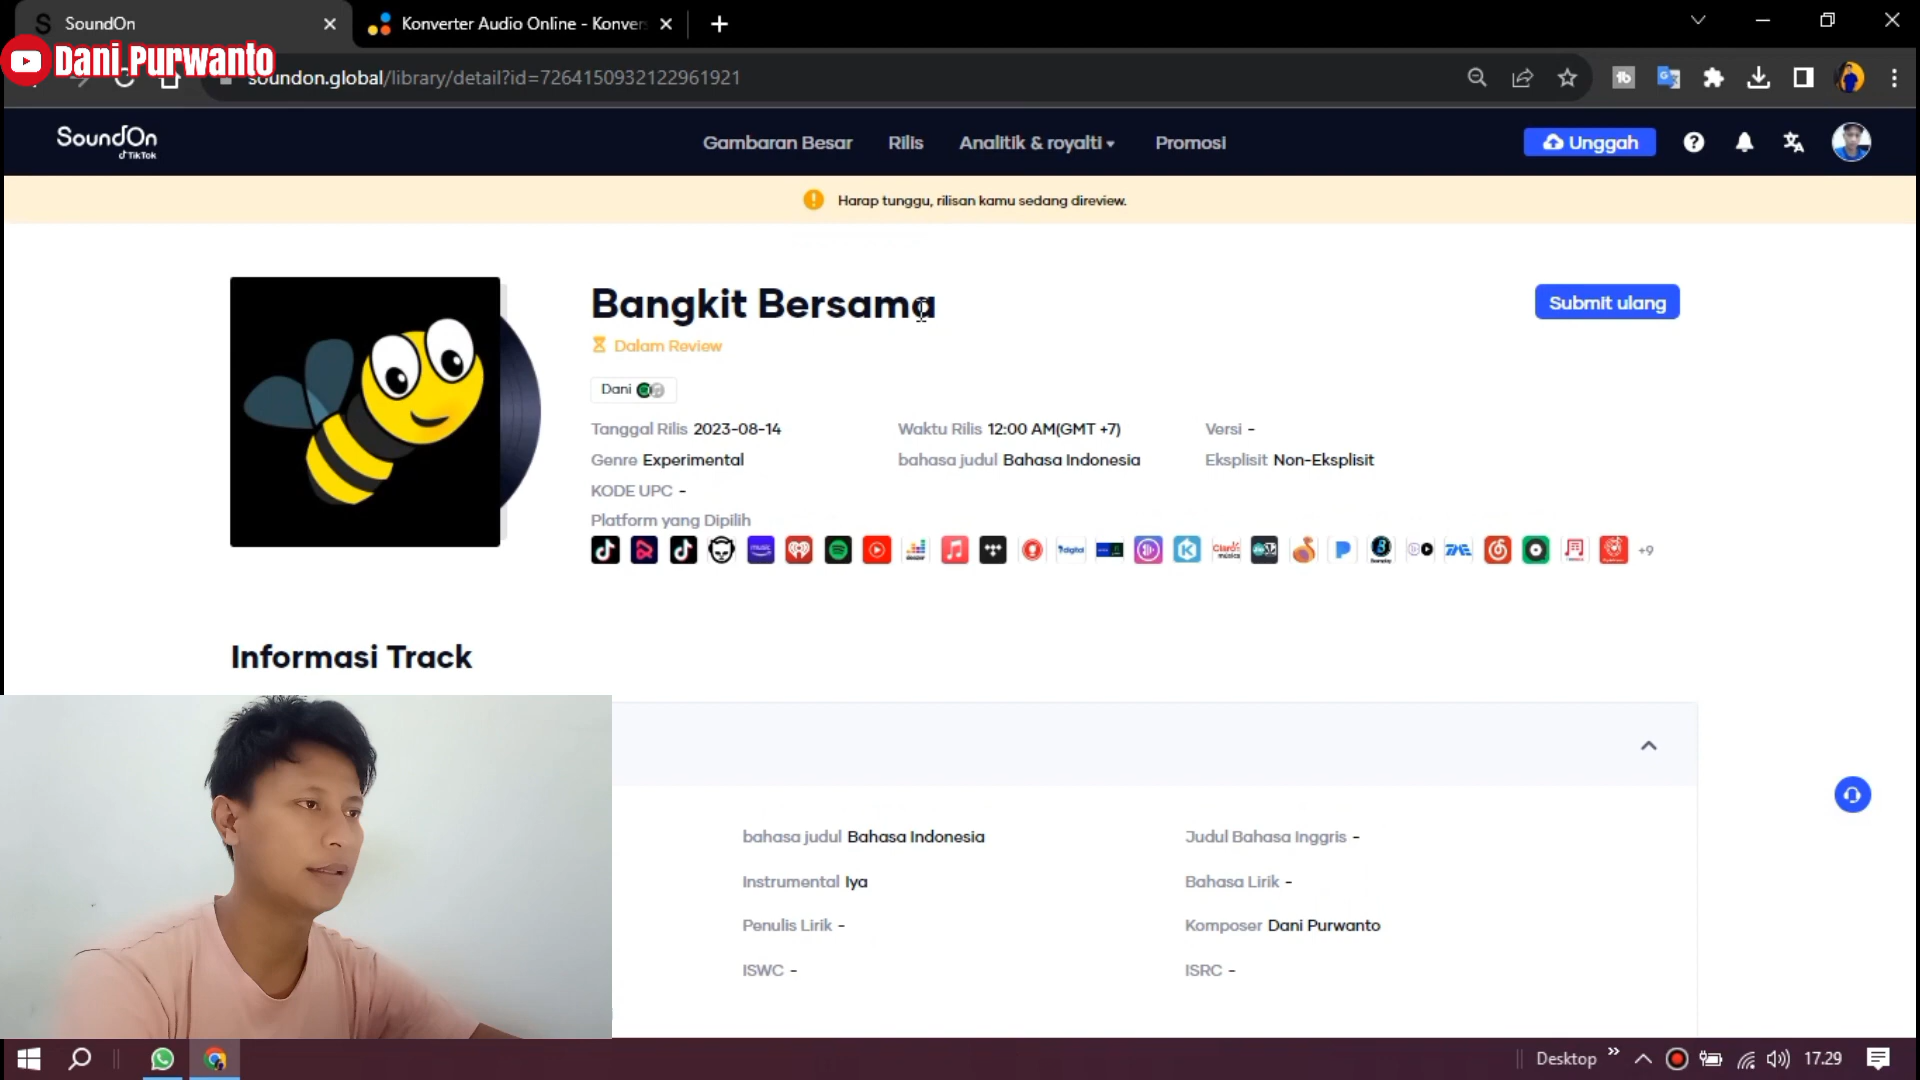 SoundOn
Konverter Audio Online - Konver
Dani Purwanto
soundon.global/library/detail?id=7264150932122961921
SoundOn
TikTok
Gambaran Besar
Rilis
Analitik & royalti
Promosi
Unggah
Harap tunggu, rilisan kamu sedang direview.
Bangkit Bersama
Submit ulang
Dalam Review
Dani
Tanggal Rilis 2023-08-14
Waktu Rilis 12:00 AM(GMT +7)
Versi -
Genre Experimental
bahasa judul Bahasa Indonesia
Eksplisit Non-Eksplisit
KODE UPC -
Platform yang Dipilih
+9
Informasi Track
bahasa judul Bahasa Indonesia
Judul Bahasa Inggris -
Instrumental Iya
Bahasa Lirik -
Penulis Lirik -
Komposer Dani Purwanto
ISWC -
ISRC -
Desktop
17.29